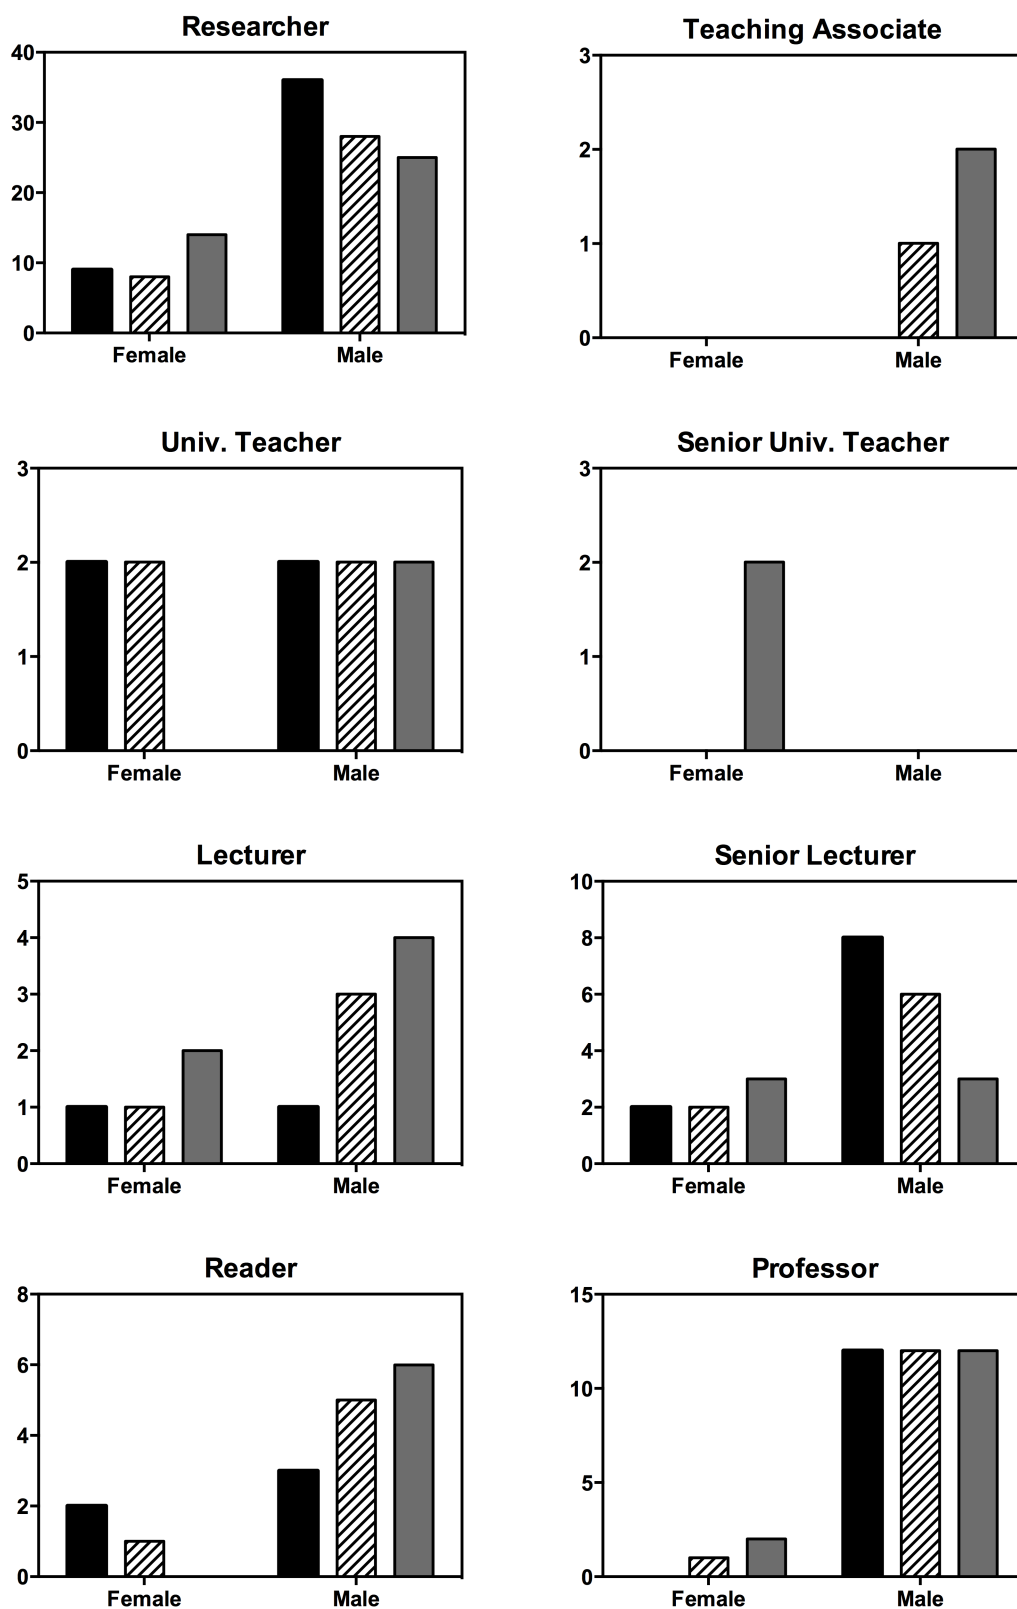 Researcher
40
30
20
10
0
Female Male
Teaching Associate
3
2
1
0
Female Male
Univ. Teacher
3
2
1
0
Female Male
Senior Univ. Teacher
3
2
1
0
Female Male
Lecturer
5
4
3
2
1
0
Female Male
Senior Lecturer
10
8
6
4
2
0
Female Male
Reader
8
6
4
2
0
Female Male
Professor
15
10
5
0
Female Male